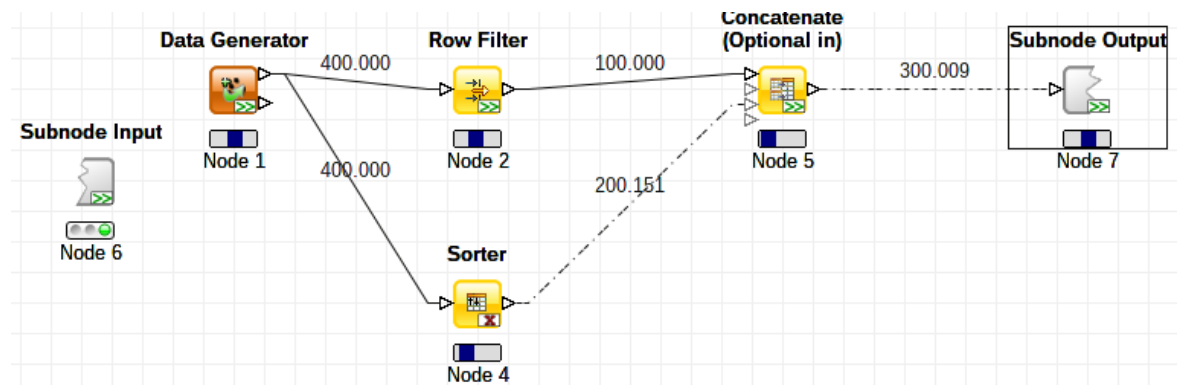 Concatenate
(Optional in)
Data Generator
Row Filter
Subnode Output
400.000
100.000
300.009
Subnode Input
Node 1
Node 2
Node 5
Node 7
400.000
200.151
Node 6
Sorter
Node 4